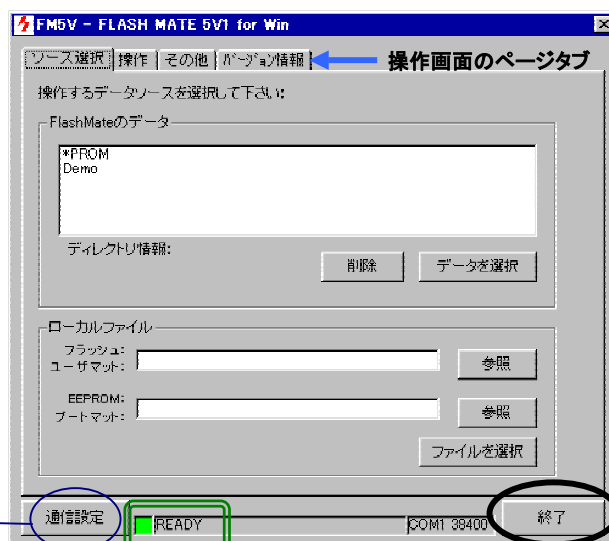 FM5V - FLASH MATE 5V1 for Win
ソース選択 操作 その他 バージョン情報 操作画面のページタブ
操作するデータソースを選択して下さい:
FlashMateのデータ
*PROM
Demo
ディレクトリ情報:
削除 データを選択
ローカルファイル
フラッシュ:
ユーザマット: 参照
EEPROM:
ブートマット: 参照
ファイルを選択
通信設定 READY COM1 38400 終了